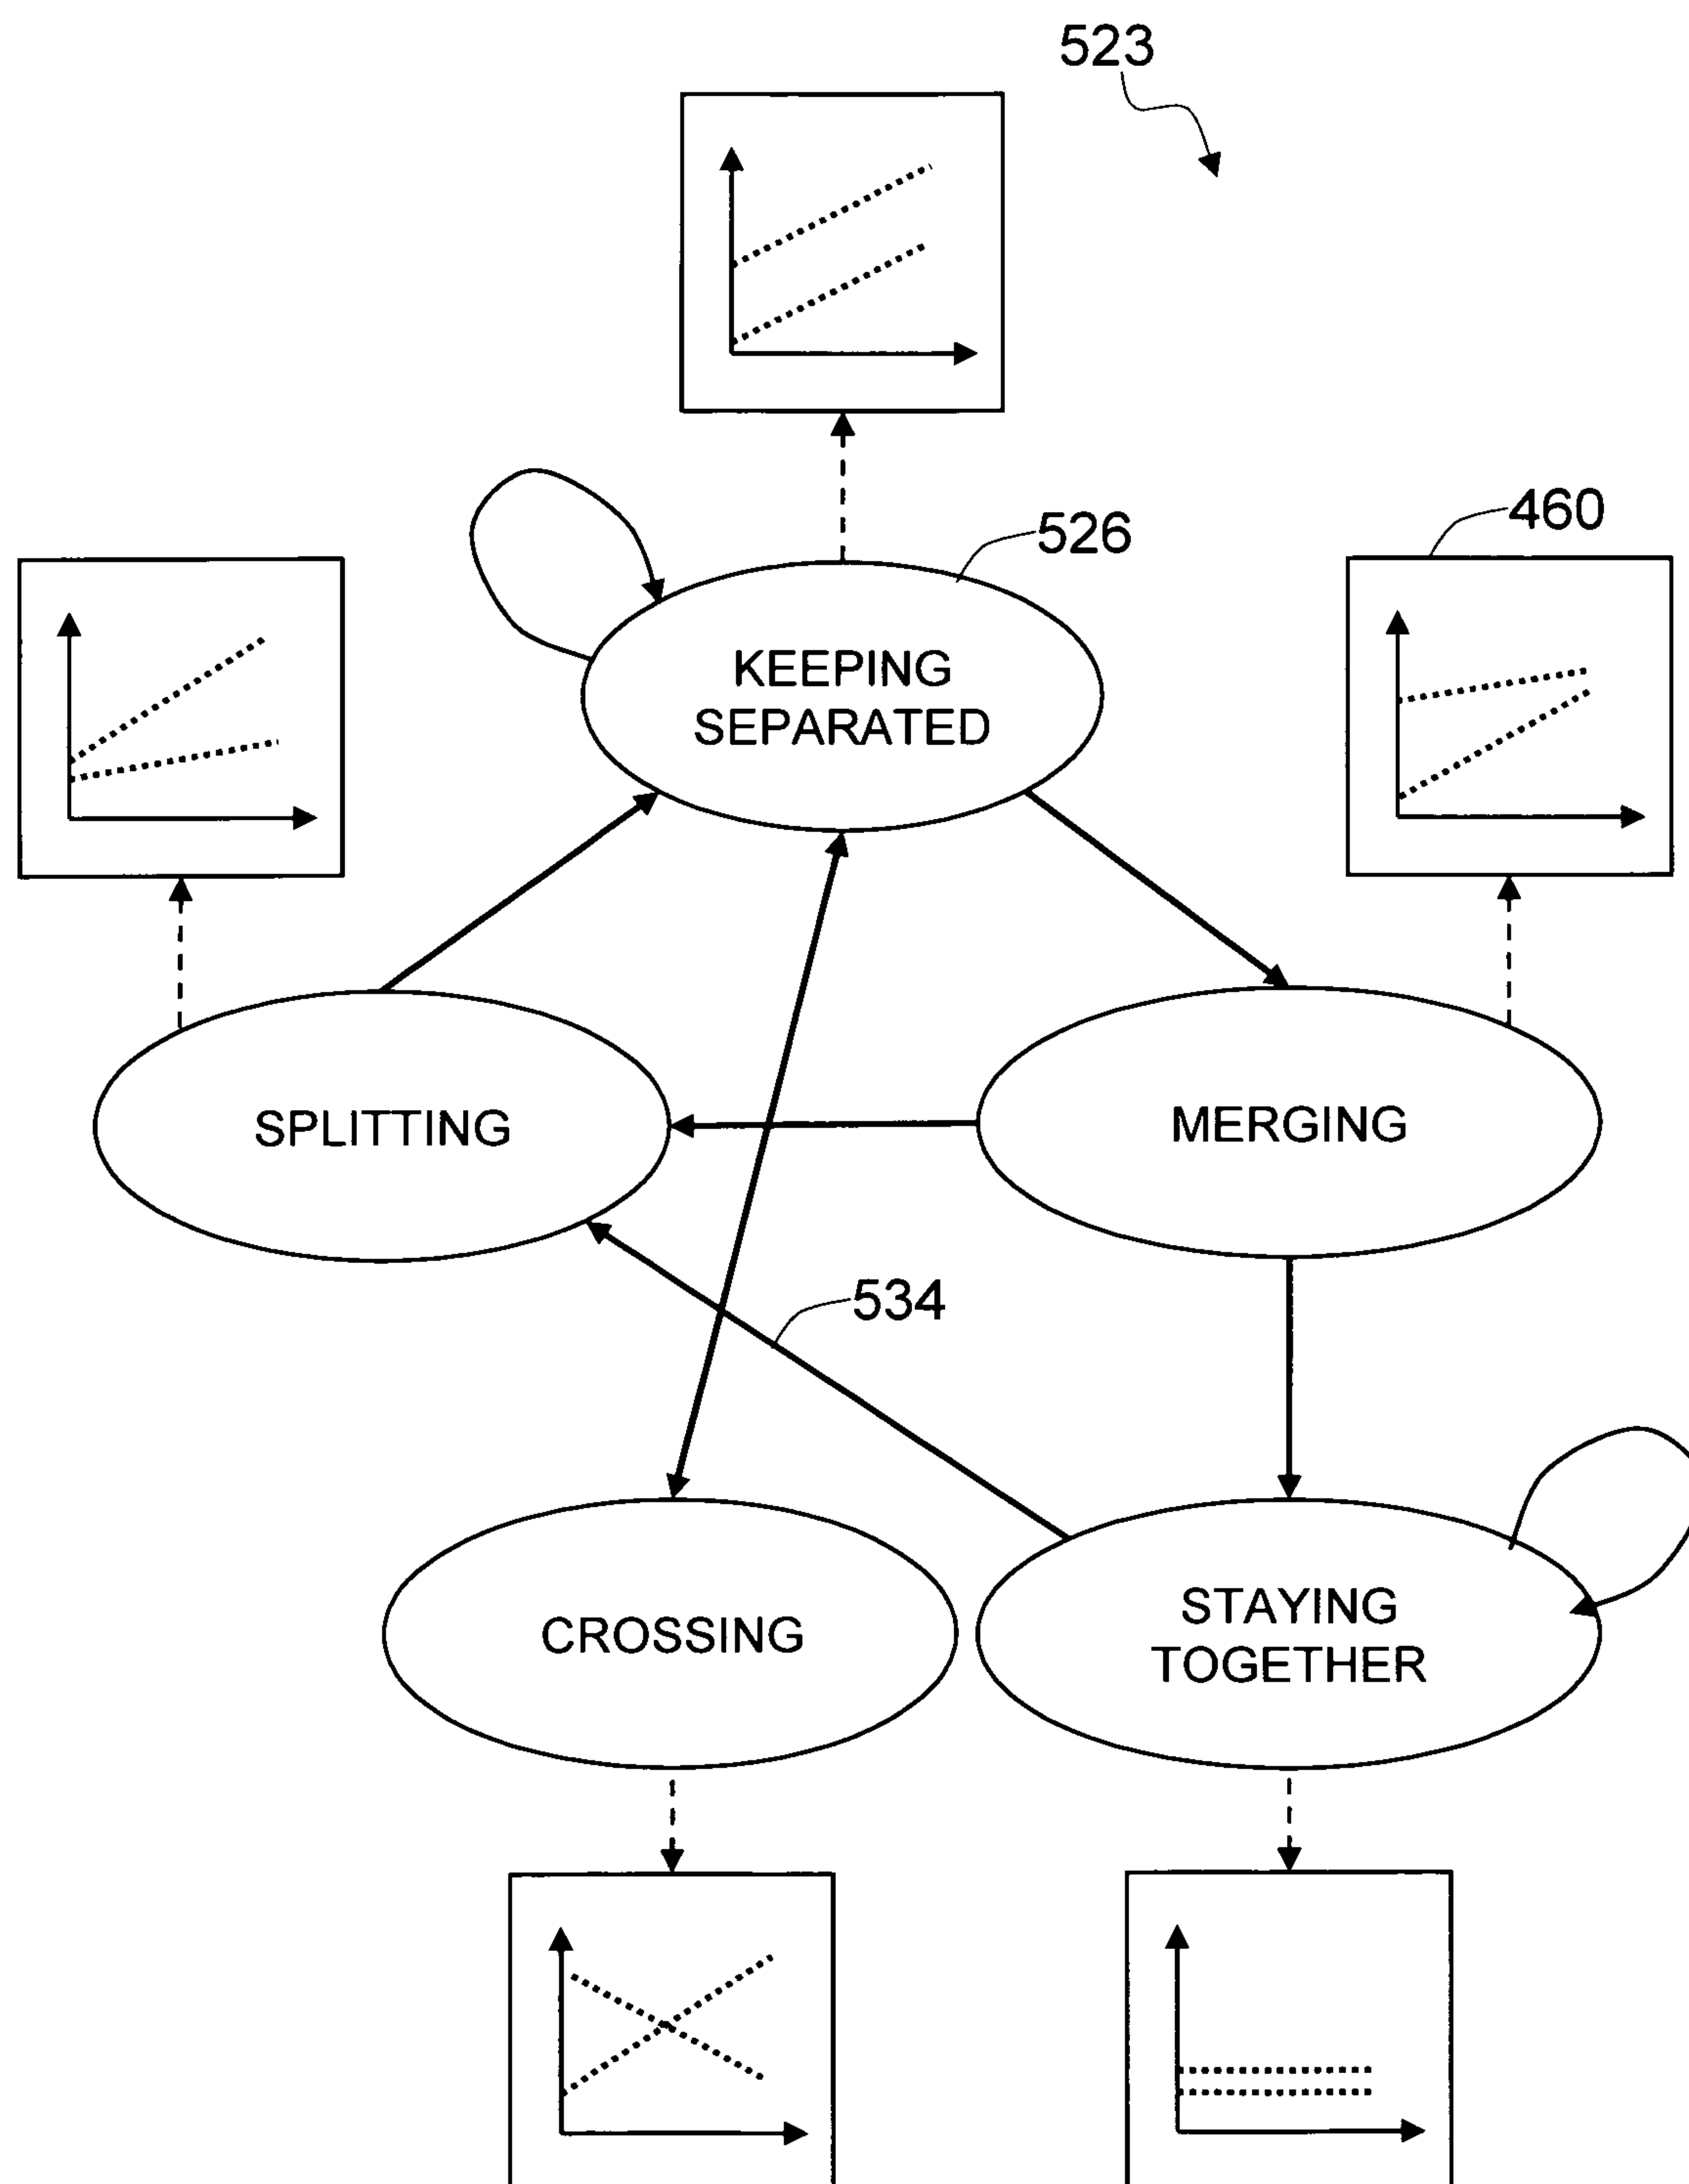 523
460
526
KEEPING
SEPARATED
SPLITTING
MERGING
534
CROSSING
STAYING
TOGETHER